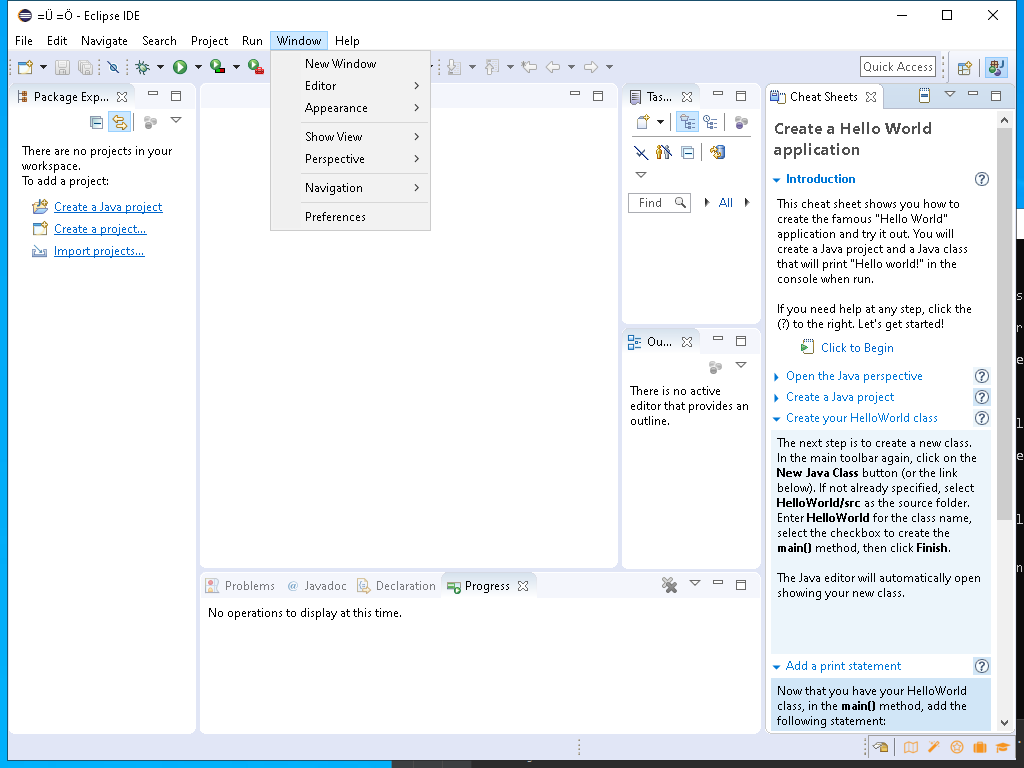 =Ü =Ö - Eclipse IDE
File Edit Navigate Search Project Run Window Help
Quick Access
New Window
Editor
Appearance
Show View
Perspective
Navigation
Preferences
Package Exp...
There are no projects in your
workspace.
To add a project:
Create a Java project
Create a project...
Import projects...
Tas...
Find
All
Ou...
There is no active
editor that provides an
outline.
Problems @ Javadoc Declaration Progress
No operations to display at this time.
Cheat Sheets
Create a Hello World
application
Introduction
This cheat sheet shows you how to
create the famous "Hello World"
application and try it out. You will
create a Java project and a Java class
that will print "Hello world!" in the
console when run.
If you need help at any step, click the
(?) to the right. Let's get started!
Click to Begin
Open the Java perspective
Create a Java project
Create your HelloWorld class
The next step is to create a new class.
In the main toolbar again, click on the
New Java Class button (or the link
below). If not already specified, select
HelloWorld/src as the source folder.
Enter HelloWorld for the class name,
select the checkbox to create the
main() method, then click Finish.
The Java editor will automatically open
showing your new class.
Add a print statement
Now that you have your HelloWorld
class, in the main() method, add the
following statement: